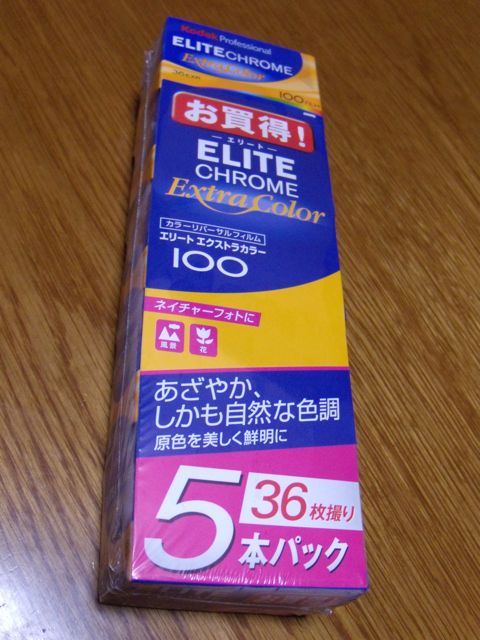 Kodak Professional
ELITECHROME
ExtraColor
36EXP.
100
お買得!
エリート
ELITE
CHROME
Extra Color
カラーリバーサルフィルム
エリート エクストラカラー
100
ネイチャーフォトに
風景
花
あざやか、
しかも自然な色調
原色を美しく鮮明に
5
36枚撮り
本パック